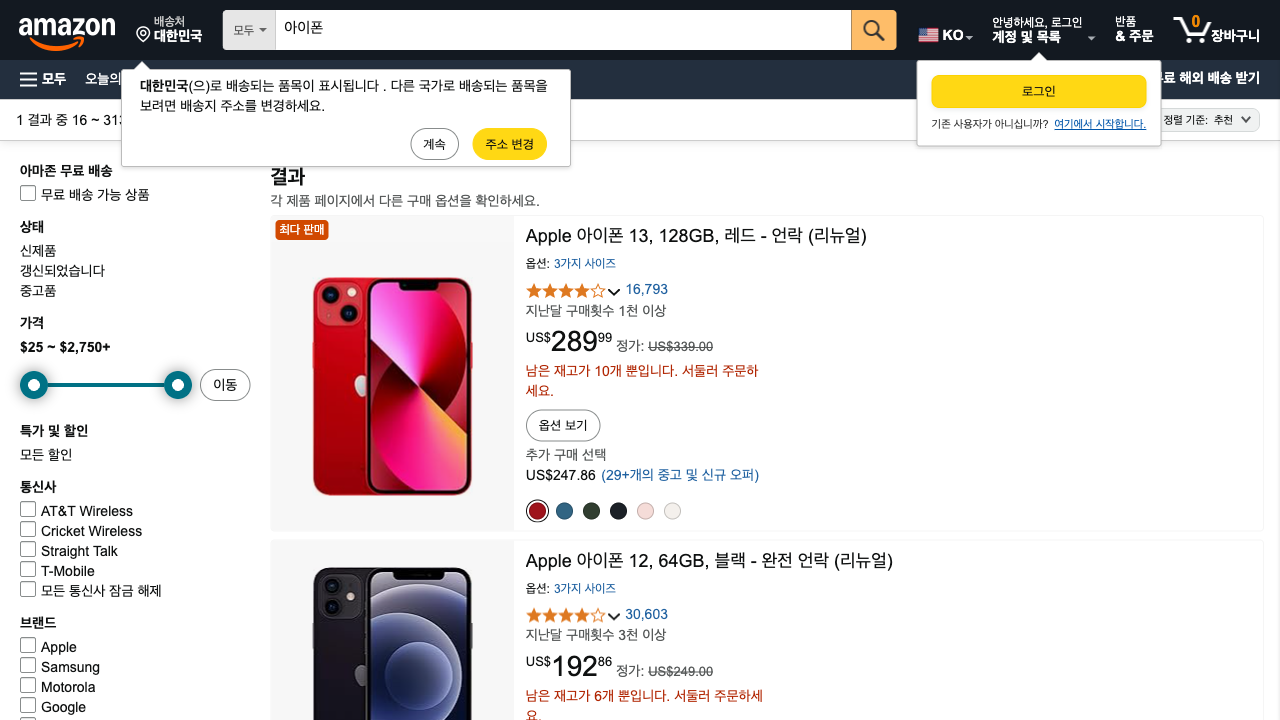 amazon
배송처
대한민국
모두
아이폰
KO
안녕하세요, 로그인
계정 및 목록
반품
& 주문
0
장바구니
모두
오늘의
료 해외 배송 받기
대한민국(으)로 배송되는 품목이 표시됩니다 . 다른 국가로 배송되는 품목을
보려면 배송지 주소를 변경하세요.
계속
주소 변경
로그인
기존 사용자가 아니십니까? 여기에서 시작합니다.
1 결과 중 16 ~ 313
정렬 기준: 추천
아마존 무료 배송
무료 배송 가능 상품
상태
신제품
갱신되었습니다
중고품
가격
$25 ~ $2,750+
이동
특가 및 할인
모든 할인
통신사
AT&T Wireless
Cricket Wireless
Straight Talk
T-Mobile
모든 통신사 잠금 해제
브랜드
Apple
Samsung
Motorola
Google
결과
각 제품 페이지에서 다른 구매 옵션을 확인하세요.
최다 판매
Apple 아이폰 13, 128GB, 레드 - 언락 (리뉴얼)
옵션: 3가지 사이즈
16,793
지난달 구매횟수 1천 이상
US$289.99 정가: US$339.00
남은 재고가 10개 뿐입니다. 서둘러 주문하
세요.
옵션 보기
추가 구매 선택
US$247.86 (29+개의 중고 및 신규 오퍼)
Apple 아이폰 12, 64GB, 블랙 - 완전 언락 (리뉴얼)
옵션: 3가지 사이즈
30,603
지난달 구매횟수 3천 이상
US$192.86 정가: US$249.00
남은 재고가 6개 뿐입니다. 서둘러 주문하세
요.